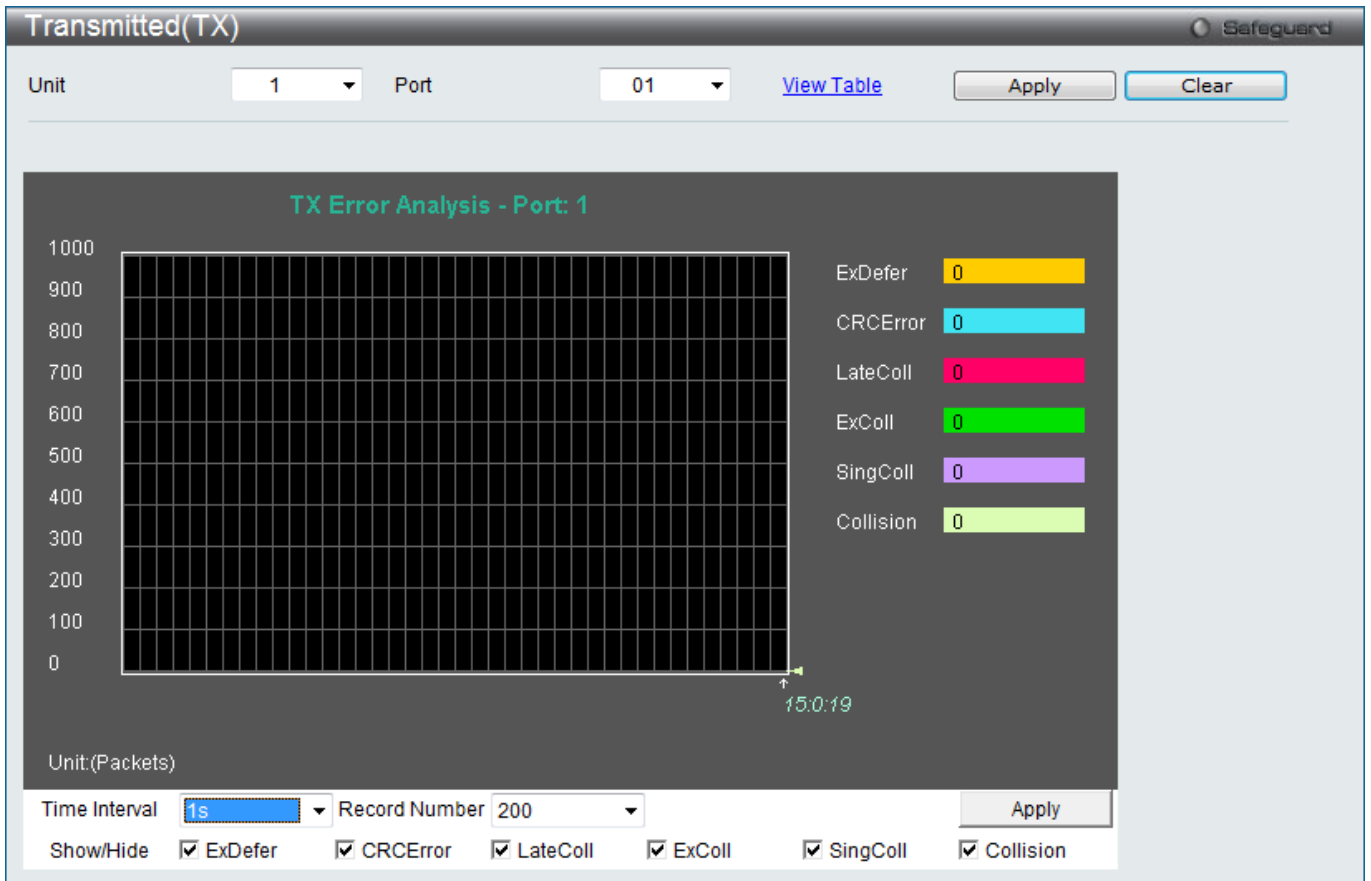 Transmitted(TX)
Safeguard
Unit 1 Port 01 View Table Apply Clear
TX Error Analysis - Port: 1
1000
900
800
700
600
500
400
300
200
100
0
ExDefer 0
CRCError 0
LateColl 0
ExColl 0
SingColl 0
Collision 0
15:0:19
Unit:(Packets)
Time Interval 1s Record Number 200 Apply
Show/Hide ExDefer CRCError LateColl ExColl SingColl Collision